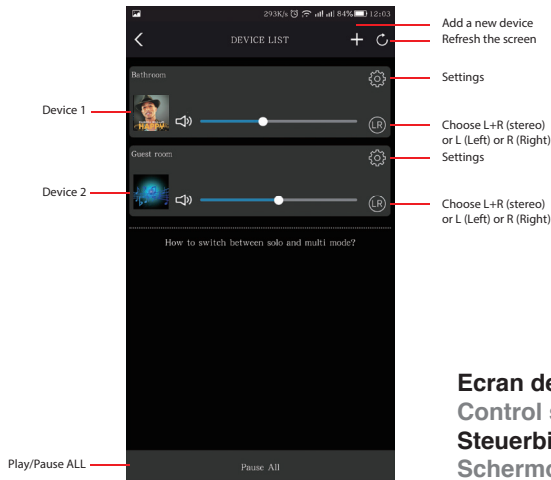 293K/s 84% 12:03
DEVICE LIST
Add a new device
Refresh the screen
Bathroom
Settings
HAPPY
Device 1
LR
Choose L+R (stereo)
or L (Left) or R (Right)
Guest room
Settings
Device 2
LR
Choose L+R (stereo)
or L (Left) or R (Right)
How to switch between solo and multi mode?
Ecran de
Control
Schermo
Play/Pause ALL
Pause All